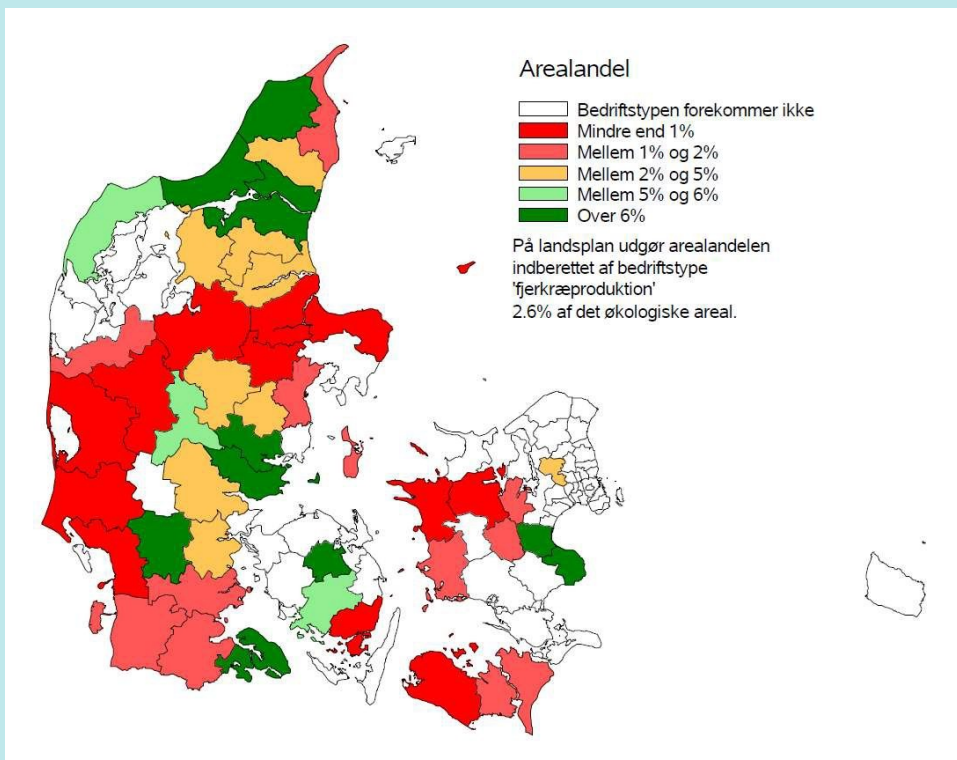 Arealandel
Bedriftstypen forekommer ikke
Mindre end 1%
Mellem 1% og 2%
Mellem 2% og 5%
Mellem 5% og 6%
Over 6%
På landsplan udgør arealandelen
indberettet af bedriftstype
'fjerkræproduktion'
2.6% af det økologiske areal.